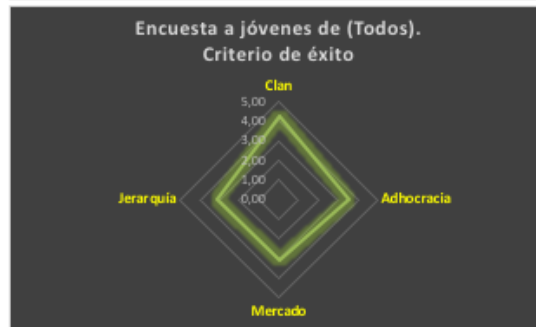 Encuesta a jóvenes de (Todos).
Criterio de éxito
Clan
5,00
4,00
3,00
2,00
1,00
0,00
Jerarquía
Adhocracia
Mercado